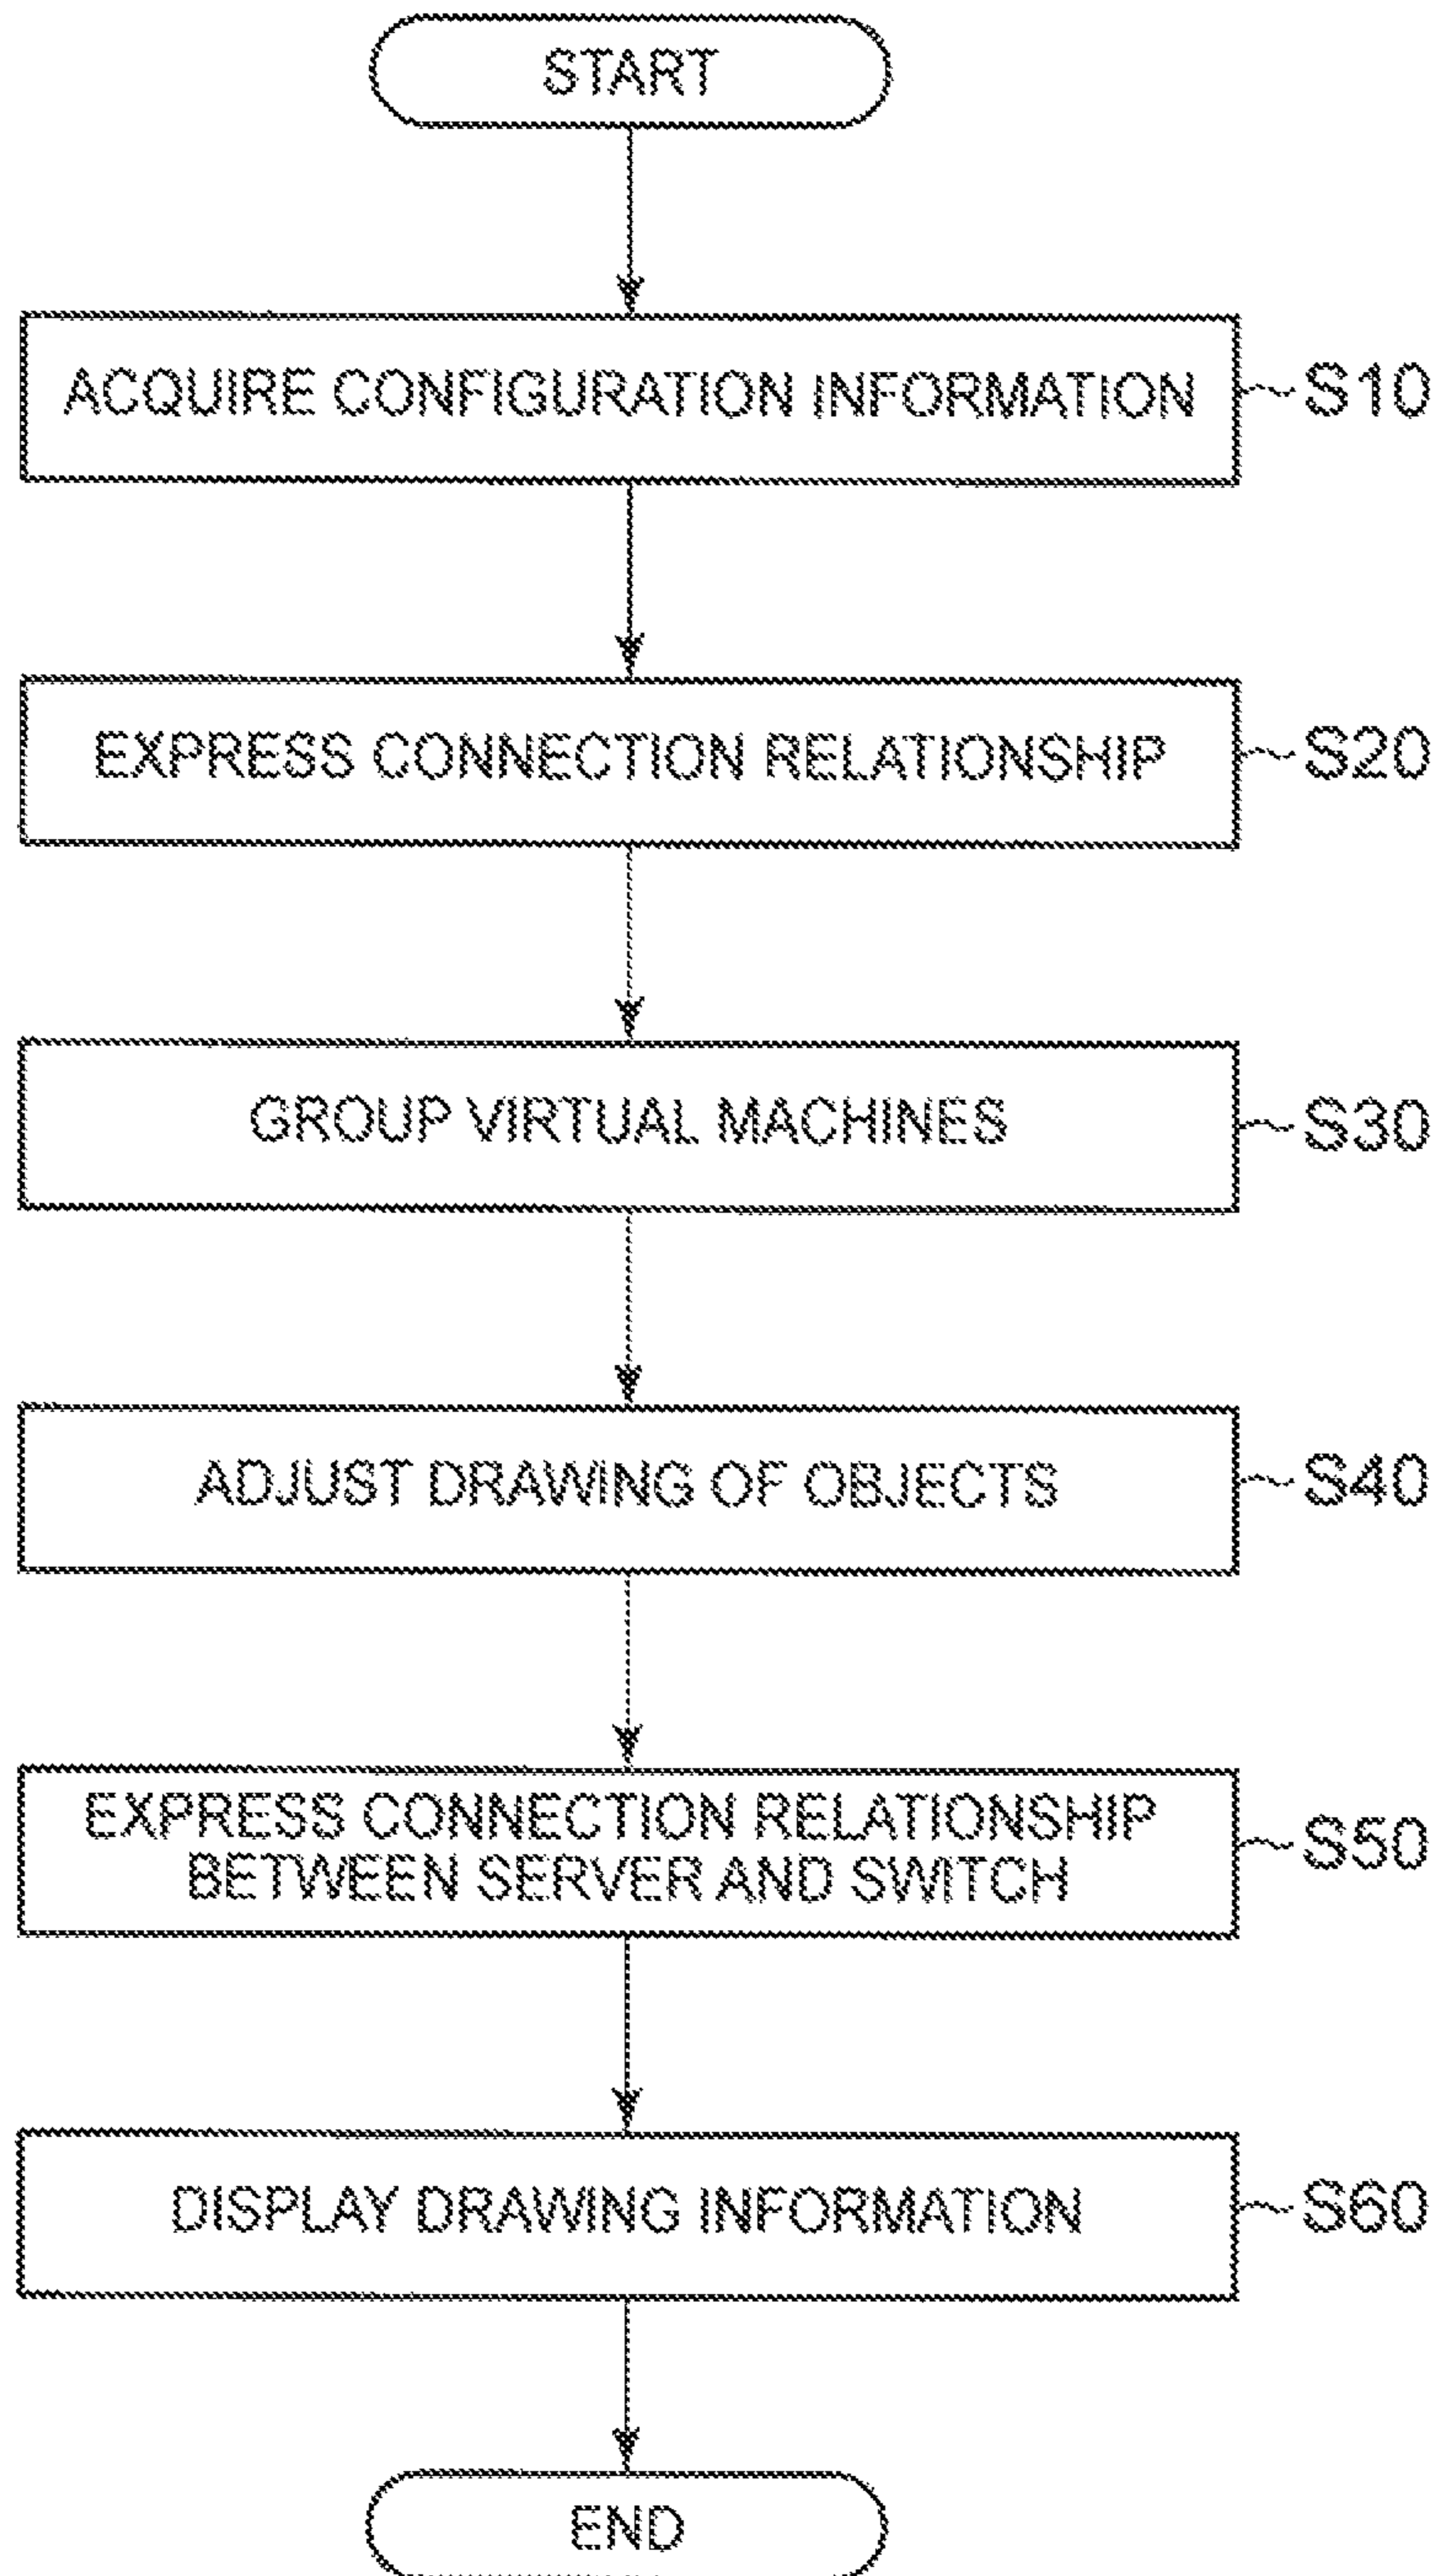 START
ACQUIRE CONFIGURATION INFORMATION
S10
EXPRESS CONNECTION RELATIONSHIP
S20
GROUP VIRTUAL MACHINES
S30
ADJUST DRAWING OF OBJECTS
S40
EXPRESS CONNECTION RELATIONSHIP
BETWEEN SERVER AND SWITCH
S50
DISPLAY DRAWING INFORMATION
S60
END